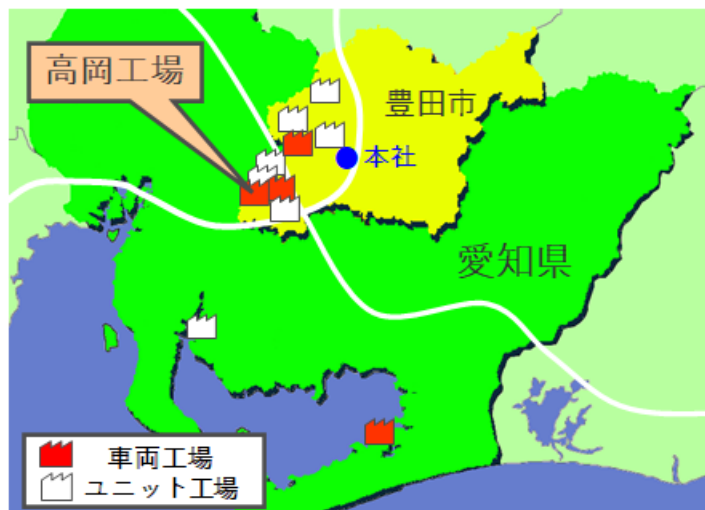 高岡工場
豊田市
本社
愛知県
車両工場
ユニット工場